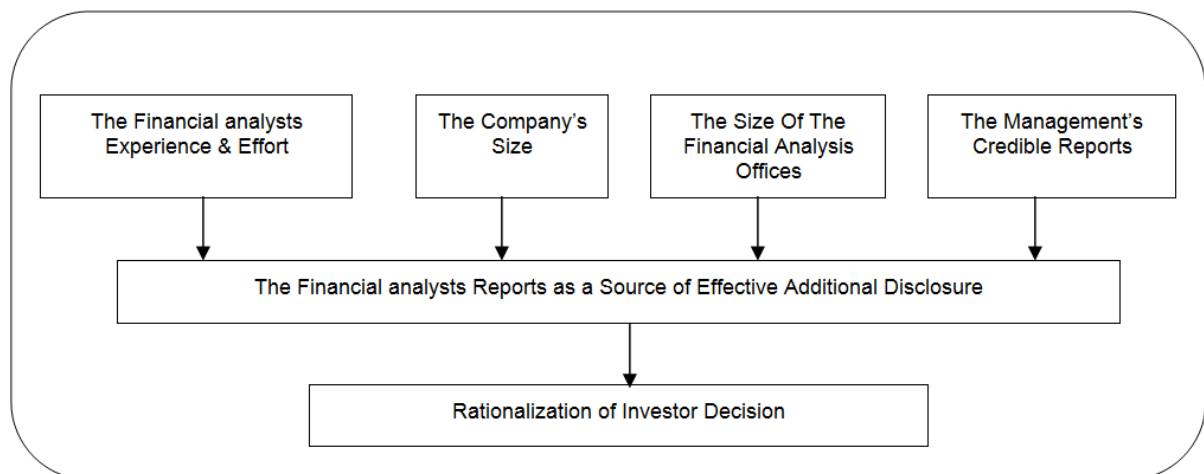 The Financial analysts
Experience & Effort
The Company's
Size
The Size Of The
Financial Analysis
Offices
The Management's
Credible Reports
The Financial analysts Reports as a Source of Effective Additional Disclosure
Rationalization of Investor Decision